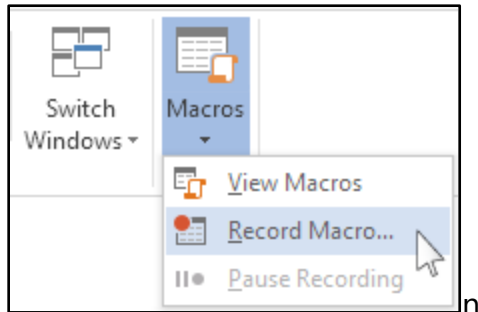 Switch
Windows
Macros
View Macros
Record Macro...
Pause Recording
n